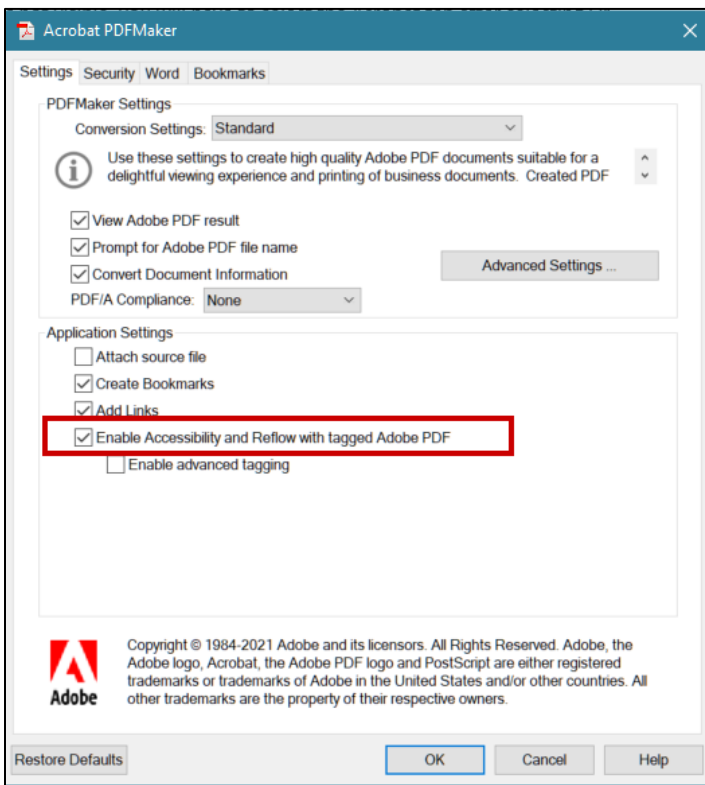 Acrobat PDFMaker
Settings Security Word Bookmarks
PDFMaker Settings
Conversion Settings: Standard
Use these settings to create high quality Adobe PDF documents suitable for a
delightful viewing experience and printing of business documents. Created PDF
View Adobe PDF result
Prompt for Adobe PDF file name
Convert Document Information
Advanced Settings ...
PDF/A Compliance: None
Application Settings
Attach source file
Create Bookmarks
Add Links
Enable Accessibility and Reflow with tagged Adobe PDF
Enable advanced tagging
Copyright © 1984-2021 Adobe and its licensors. All Rights Reserved. Adobe, the
Adobe logo, Acrobat, the Adobe PDF logo and PostScript are either registered
trademarks or trademarks of Adobe in the United States and/or other countries. All
other trademarks are the property of their respective owners.
Adobe
Restore Defaults OK Cancel Help